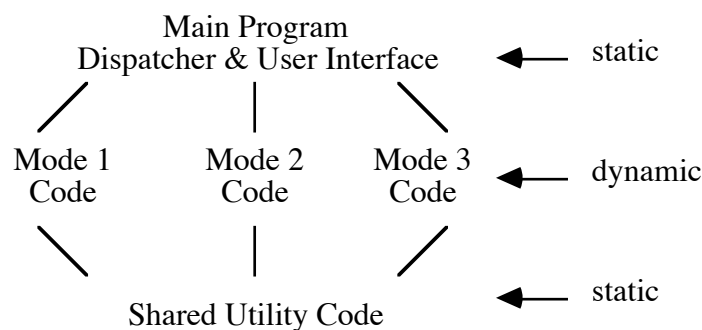 Main Program
Dispatcher & User Interface
static
Mode 1
Code
Mode 2
Code
Mode 3
Code
dynamic
Shared Utility Code
static